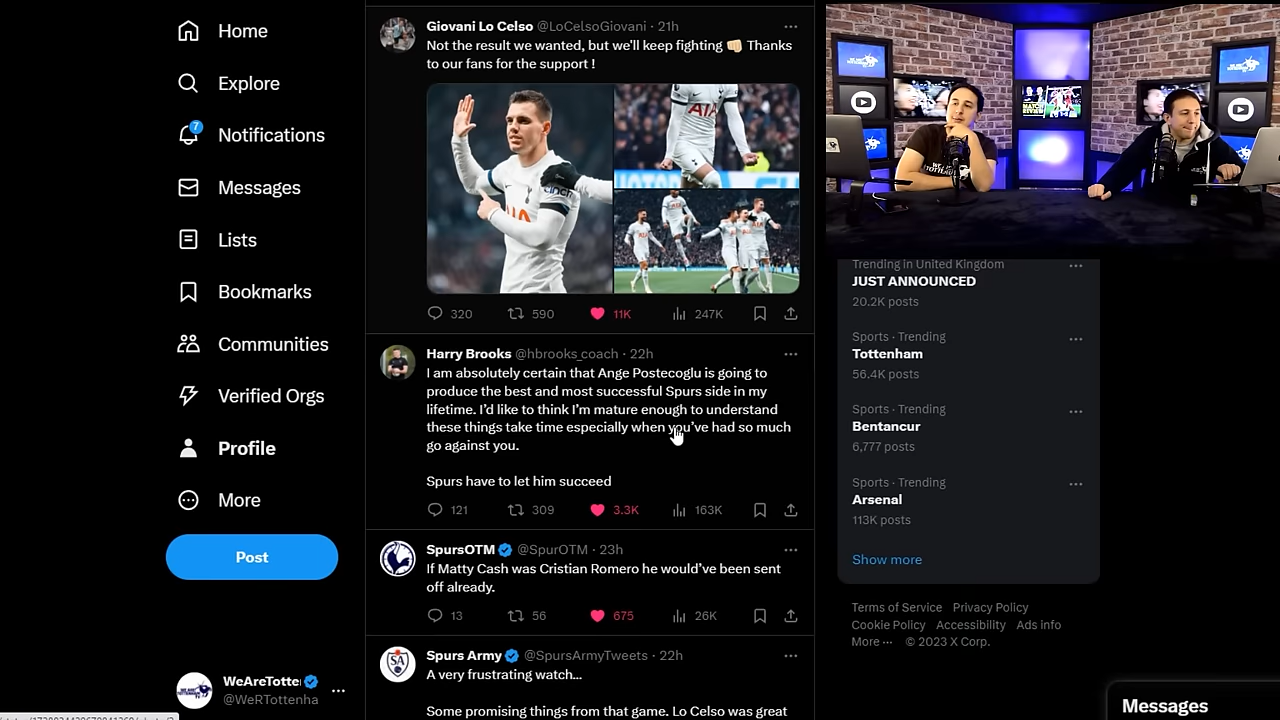 Home
Explore
7
Notifications
Messages
Lists
Bookmarks
Communities
Verified Orgs
Profile
More
Post
WeAreTotte
@WeRTottenha
Giovani Lo Celso @LoCelsoGiovani · 21h
Not the result we wanted, but we'll keep fighting 👊🏼 Thanks
to our fans for the support !
AIA
cinch
AIA
320 590 11K 247K
Harry Brooks @hbrooks_coach · 22h
I am absolutely certain that Ange Postecoglu is going to
produce the best and most successful Spurs side in my
lifetime. I'd like to think I'm mature enough to understand
these things take time especially when you've had so much
go against you.
Spurs have to let him succeed
121 309 3.3K 163K
SpursOTM @SpurOTM · 23h
If Matty Cash was Cristian Romero he would've been sent
off already.
13 56 675 26K
SA
Spurs Army @SpursArmyTweets · 22h
A very frustrating watch...
Some promising things from that game. Lo Celso was great
Trending in United Kingdom
JUST ANNOUNCED
20.2K posts
Sports · Trending
Tottenham
56.4K posts
Sports · Trending
Bentancur
6,777 posts
Sports · Trending
Arsenal
113K posts
Show more
Terms of Service Privacy Policy
Cookie Policy Accessibility Ads info
More ··· © 2023 X Corp.
Messages